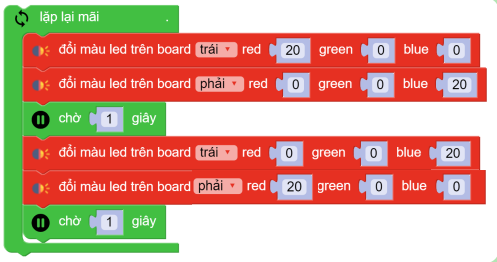 lặp lại mãi .
đổi màu led trên board trái red 20 green 0 blue 0
đổi màu led trên board phải red 0 green 0 blue 20
chờ 1 giây
đổi màu led trên board trái red 0 green 0 blue 20
đổi màu led trên board phải red 20 green 0 blue 0
chờ 1 giây